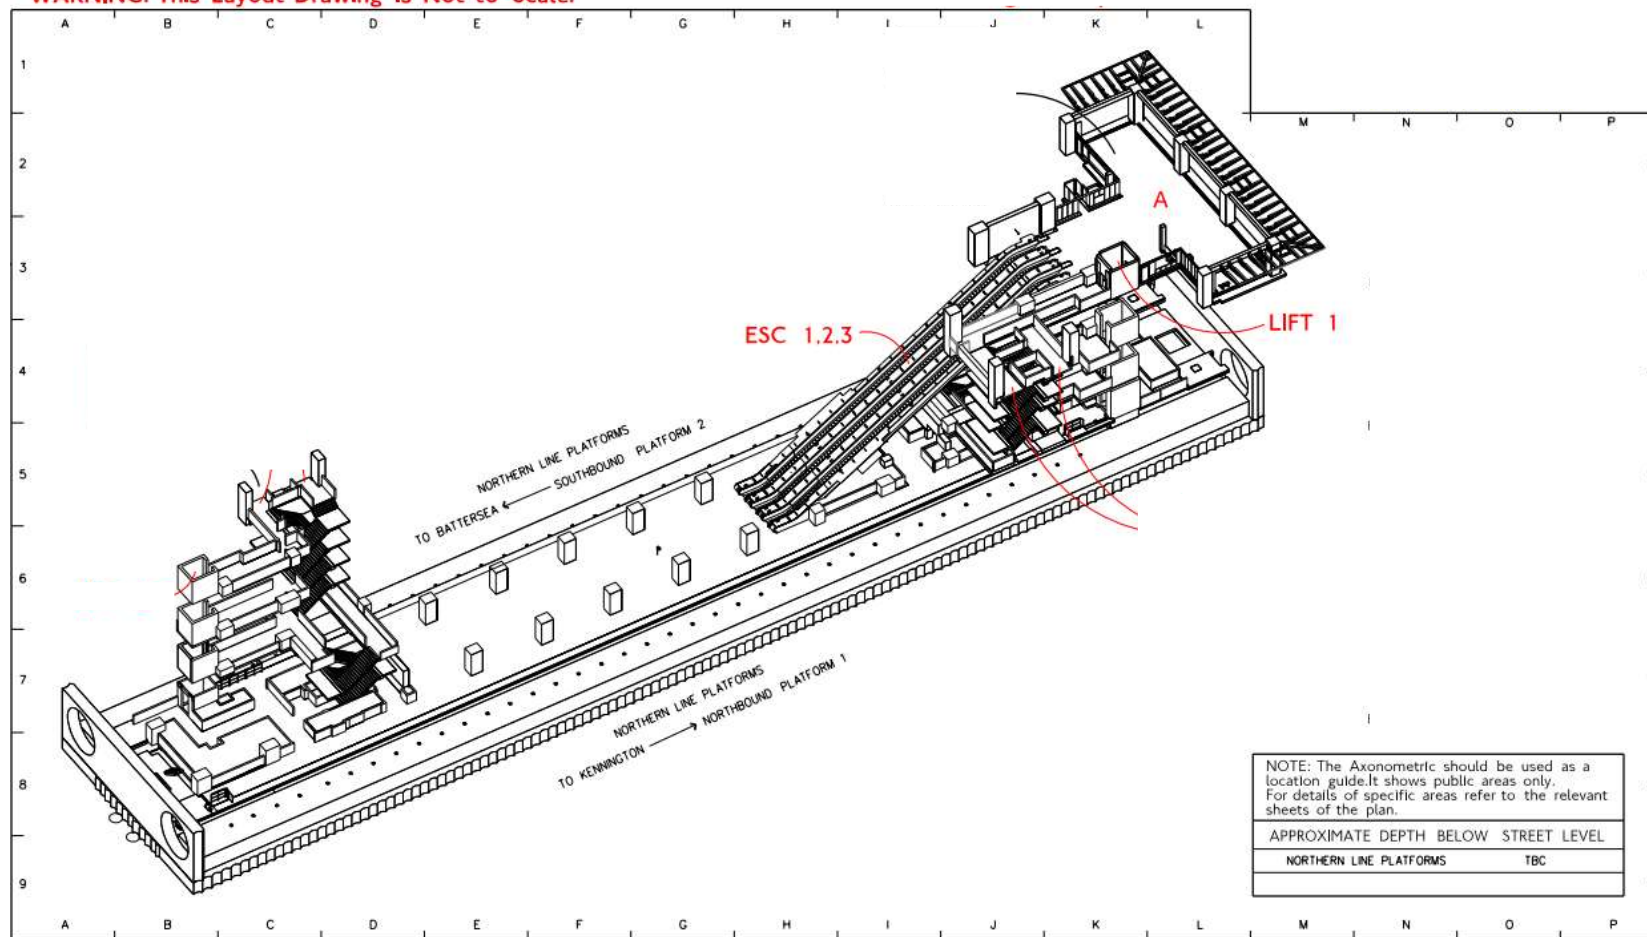 WARNING: This Layout Drawing is Not to Scale.
A B C D E F G H I J K L
M N O P
1
2
3
4
5
6
7
8
9
A
LIFT 1
ESC 1.2.3
NORTHERN LINE PLATFORMS
SOUTHBOUND PLATFORM 2
TO BATTERSEA
NORTHERN LINE PLATFORMS
NORTHBOUND PLATFORM 1
TO KENNINGTON
NOTE: The Axonometric should be used as a
location guide.It shows public areas only.
For details of specific areas refer to the relevant
sheets of the plan.
APPROXIMATE DEPTH BELOW STREET LEVEL
NORTHERN LINE PLATFORMS TBC
A B C D E F G H I J K L M N O P